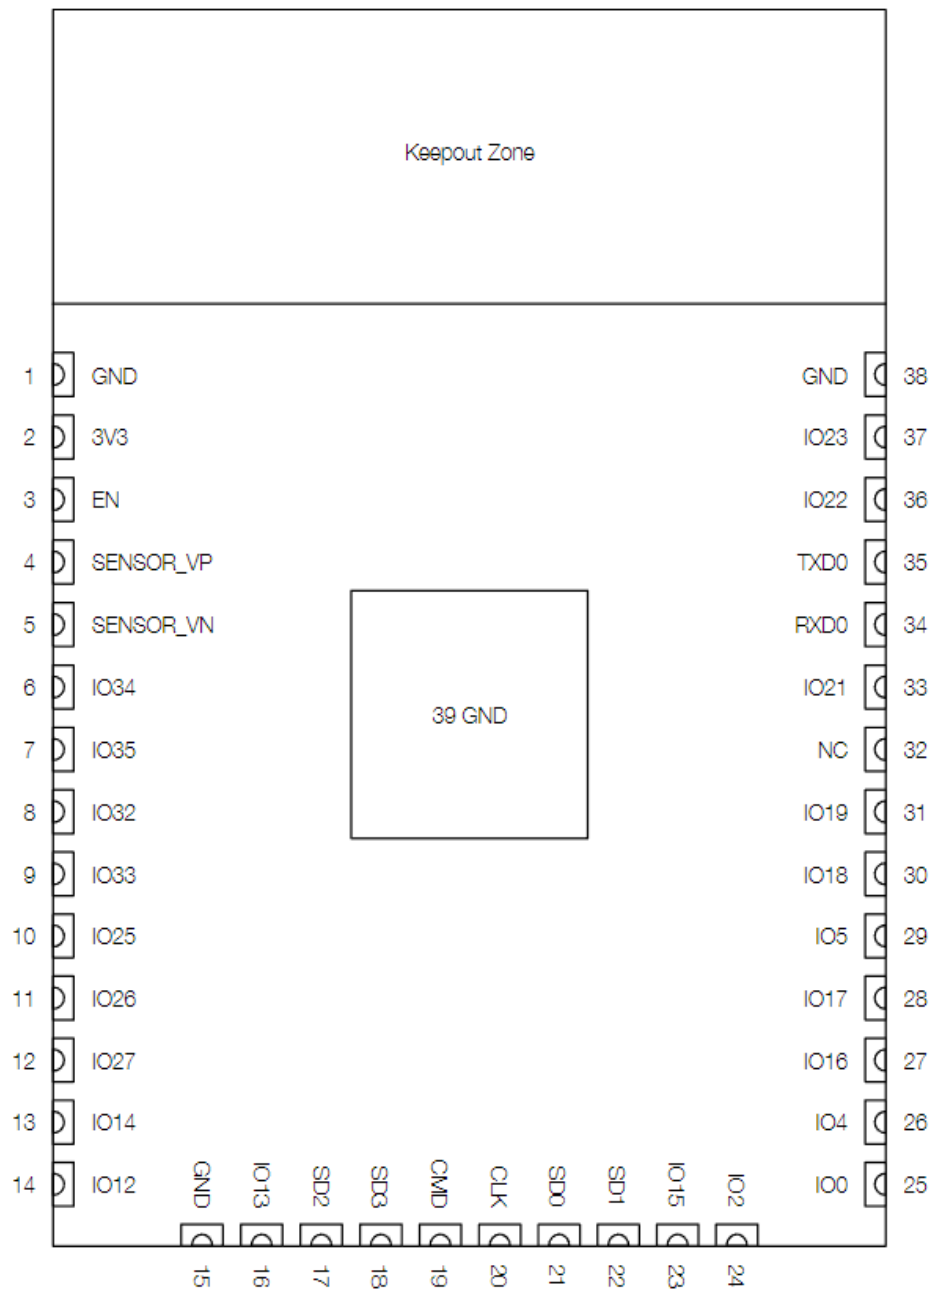 Keepout Zone
1 GND
2 3V3
3 EN
4 SENSOR_VP
5 SENSOR_VN
6 IO34
7 IO35
8 IO32
9 IO33
10 IO25
11 IO26
12 IO27
13 IO14
14 IO12
39 GND
GND 38
IO23 37
IO22 36
TXD0 35
RXD0 34
IO21 33
NC 32
IO19 31
IO18 30
IO5 29
IO17 28
IO16 27
IO4 26
IO0 25
GND 15
IO13 16
SD2 17
SD3 18
CMD 19
CLK 20
SD0 21
SD1 22
IO15 23
IO2 24